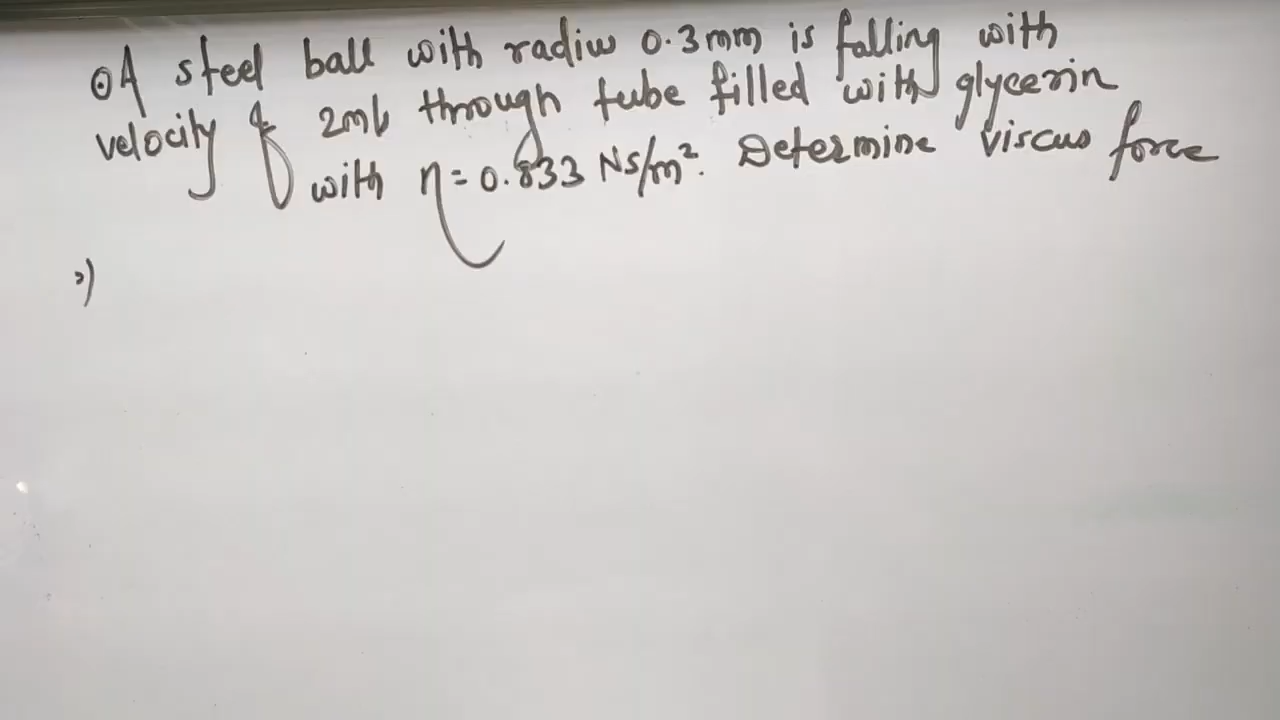 ⊙A steel ball with radius 0.3mm is falling with
velocity of 2m/s through tube filled with glycerin
with η=0.833 Ns/m². Determine viscus force
⇒)